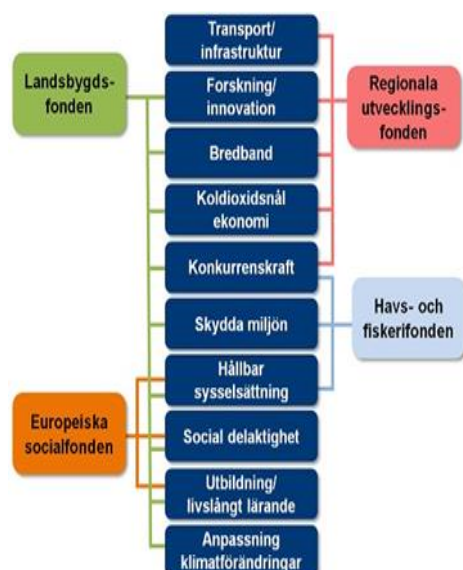 Landsbygds-
fonden
Europeiska
socialfonden
Transport/
infrastruktur
Forskning/
innovation
Bredband
Koldioxidsnål
ekonomi
Konkurrenskraft
Skydda miljön
Hållbar
sysselsättning
Social delaktighet
Utbildning/
livslångt lärande
Anpassning
klimatförändringar
Regionala
utvecklings-
fonden
Havs- och
fiskerifonden